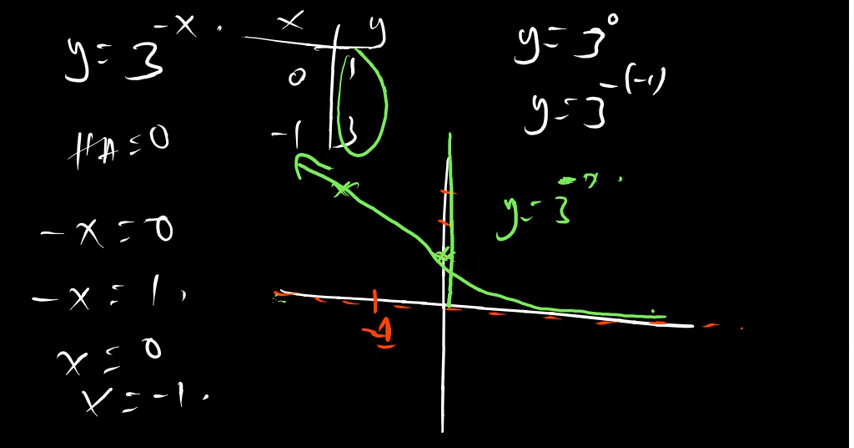 y = 3^-x .
x y
0 1
-1 3
HA = 0
-x = 0
-x = 1 ,
x = 0
x = -1 .
y = 3^0
y = 3^-(-1)
y = 3^-x .
-1